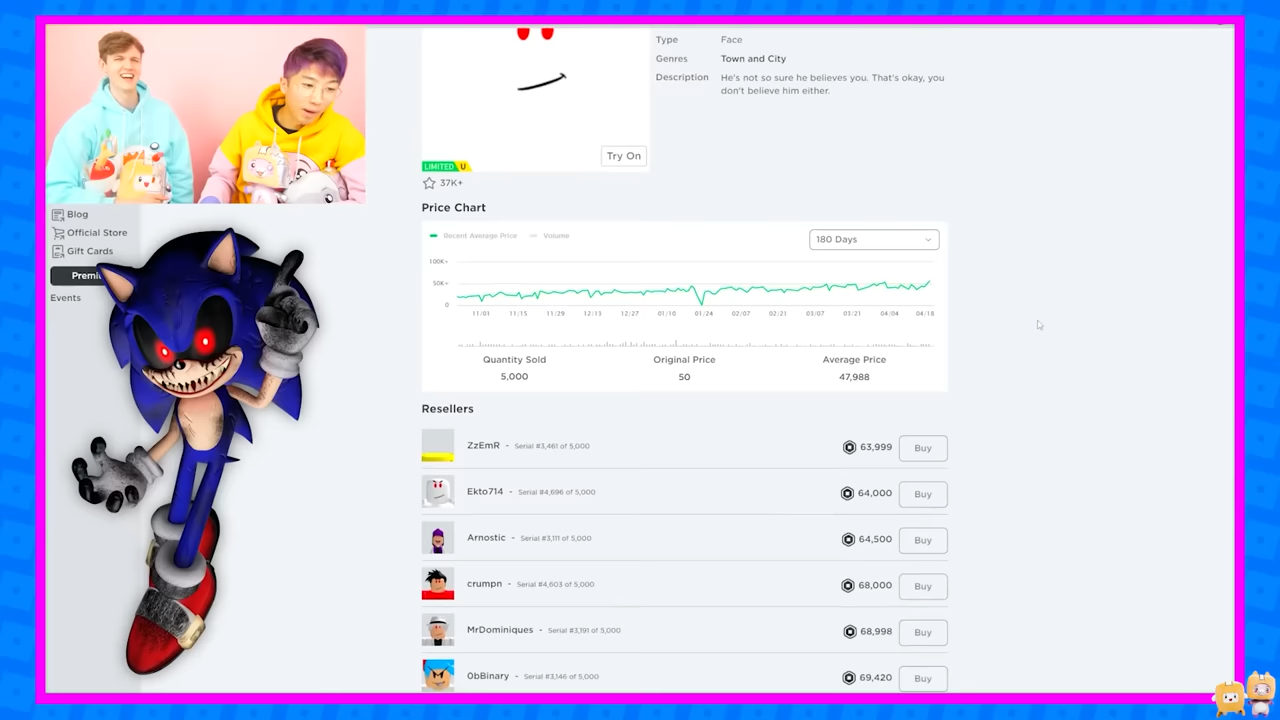 Type Face
Genres Town and City
Description He's not so sure he believes you. That's okay, you
don't believe him either.
Try On
LIMITED U
37K+
Blog
Official Store
Gift Cards
Premi
Events
Price Chart
Recent Average Price Volume
180 Days
100K+
50K+
0
11/01 11/15 11/29 12/13 12/27 01/10 01/24 02/07 02/21 03/07 03/21 04/04 04/18
Quantity Sold Original Price Average Price
5,000 50 47,988
Resellers
ZzEmR - Serial #3,461 of 5,000 63,999 Buy
Ekto714 - Serial #4,696 of 5,000 64,000 Buy
Arnostic - Serial #3,111 of 5,000 64,500 Buy
crumpn - Serial #4,603 of 5,000 68,000 Buy
MrDominiques - Serial #3,191 of 5,000 68,998 Buy
0bBinary - Serial #3,146 of 5,000 69,420 Buy